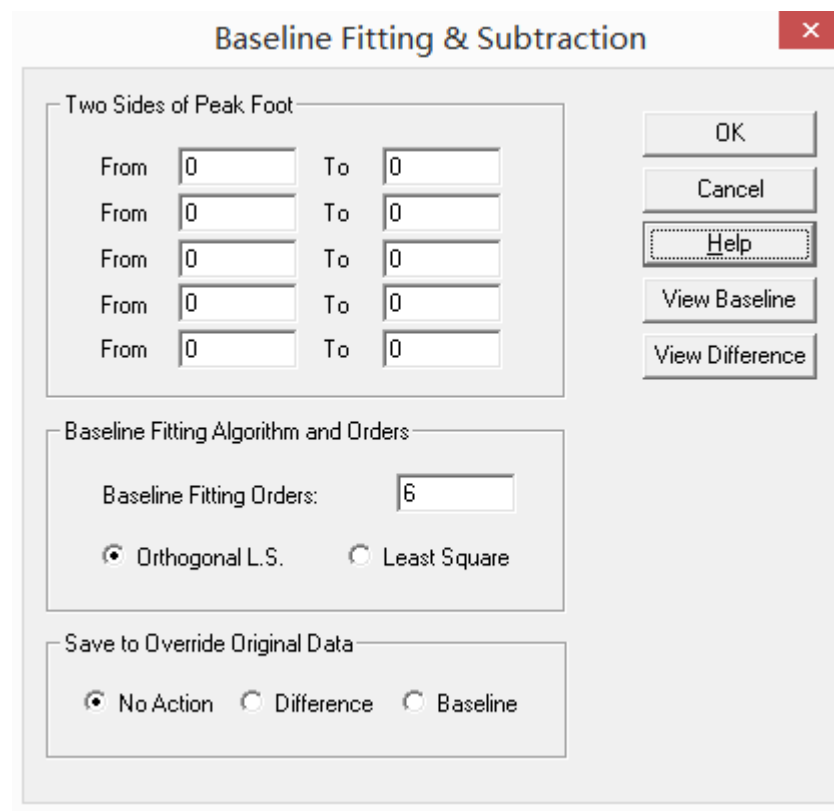 Baseline Fitting & Subtraction
Two Sides of Peak Foot
From 0 To 0
From 0 To 0
From 0 To 0
From 0 To 0
From 0 To 0
OK
Cancel
Help
View Baseline
View Difference
Baseline Fitting Algorithm and Orders
Baseline Fitting Orders: 6
Orthogonal L.S. Least Square
Save to Override Original Data
No Action Difference Baseline